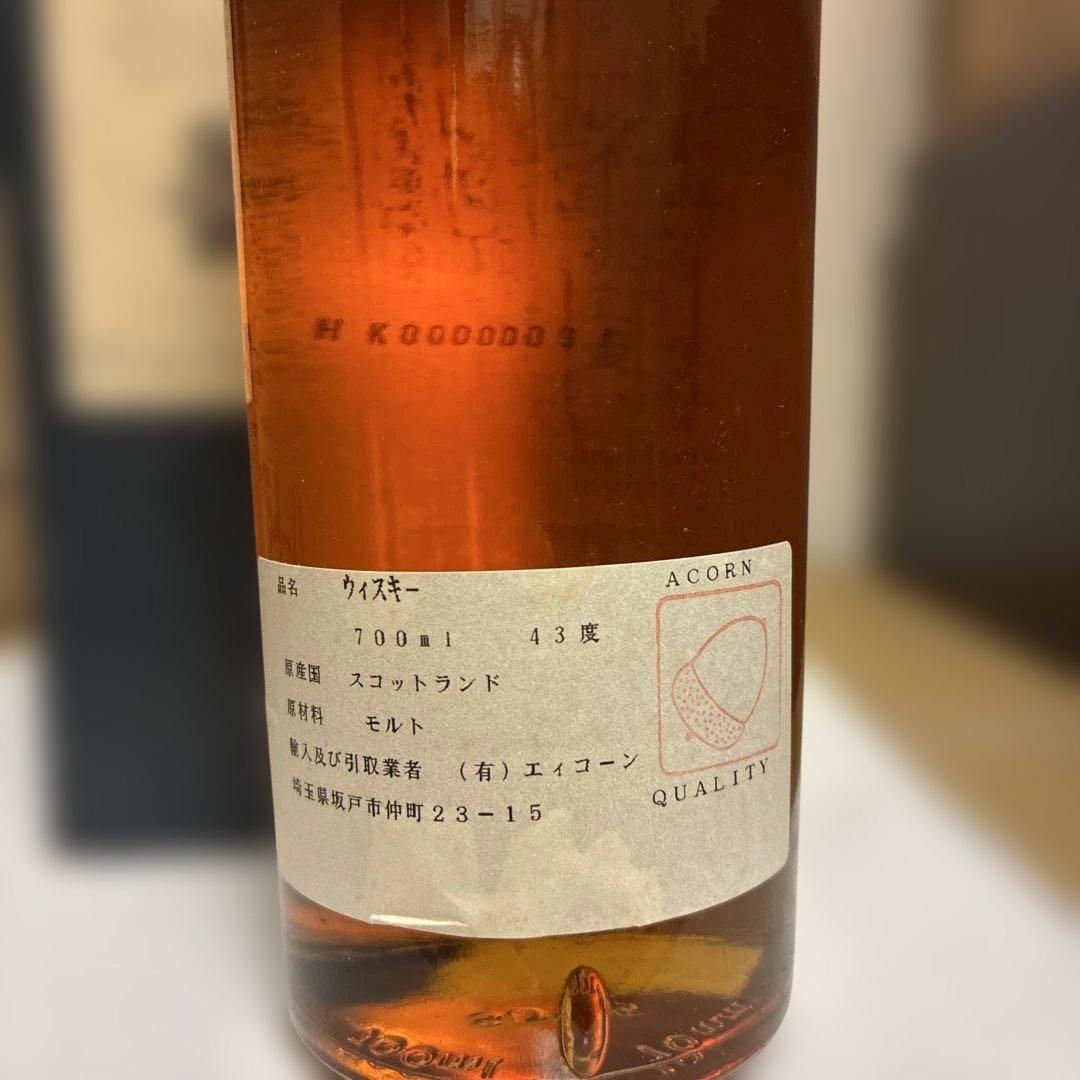 品名 ウィスキー
ACORN
700ml 43度
原産国 スコットランド
原材料 モルト
輸入及び引取業者 (有)エィコーン
QUALITY
埼玉県坂戸市仲町23-15